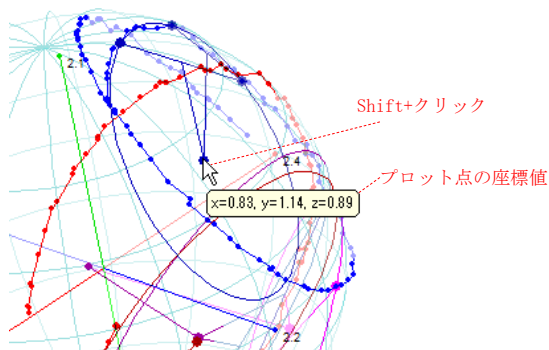 2.1
Shift+クリック
2.4
プロット点の座標値
x=0.83, y=1.14, z=0.89
2.2